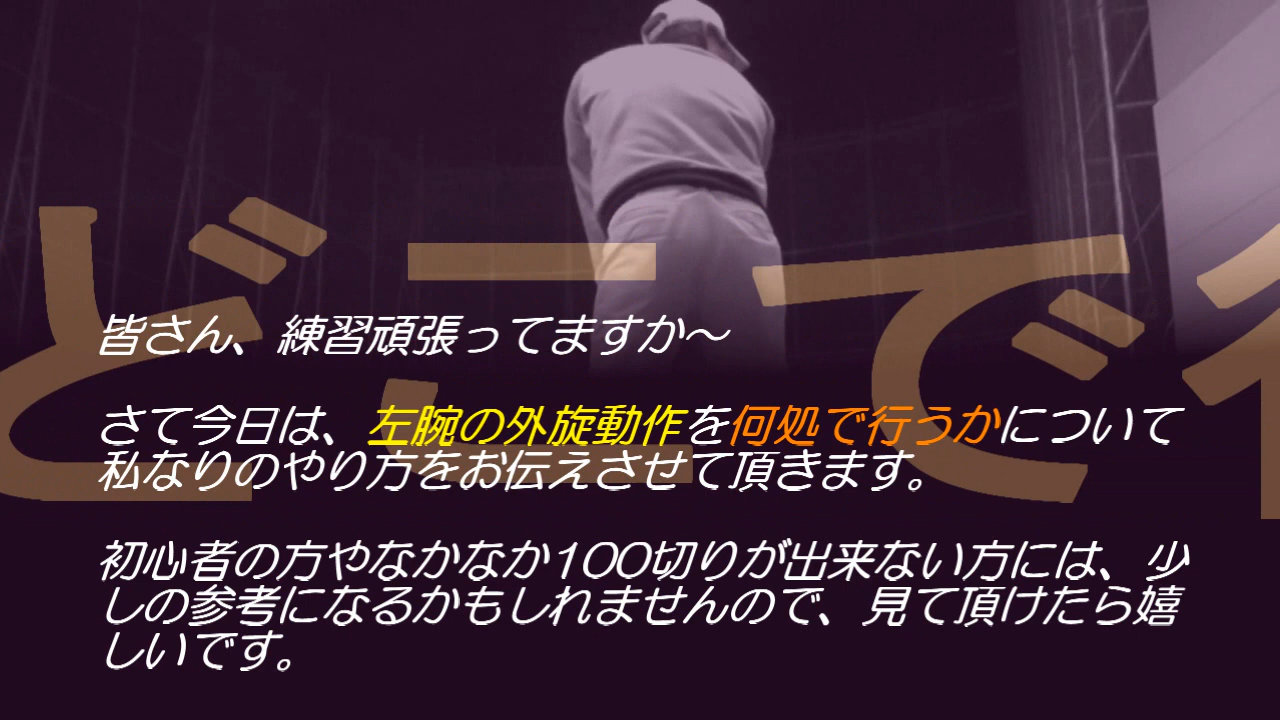 どこで行
皆さん、練習頑張ってますか～
さて今日は、左腕の外旋動作を何処で行うかについて
私なりのやり方をお伝えさせて頂きます。
初心者の方やなかなか100切りが出来ない方には、少
しの参考になるかもしれませんので、見て頂けたら嬉
しいです。